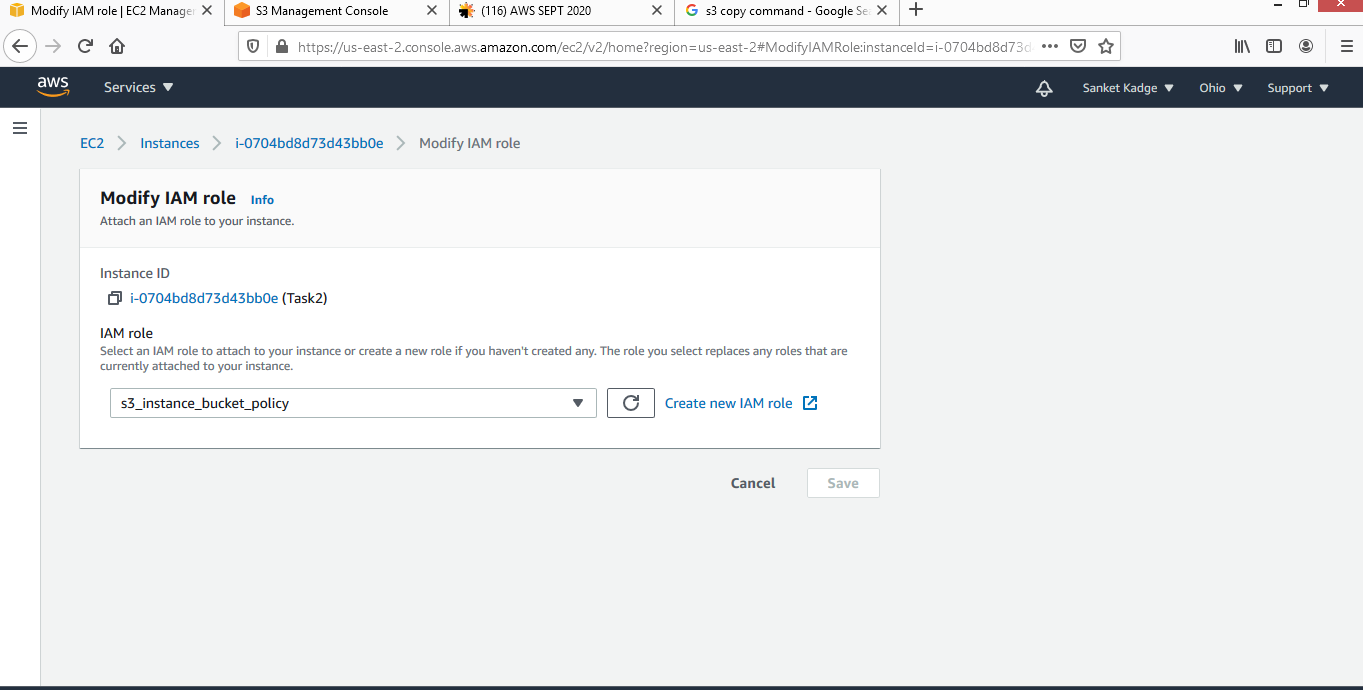 Modify IAM role | EC2 Manager
S3 Management Console
(116) AWS SEPT 2020
s3 copy command - Google Se
https://us-east-2.console.aws.amazon.com/ec2/v2/home?region=us-east-2#ModifyIAMRole:instanceId=i-0704bd8d73d
aws
Services
Sanket Kadge
Ohio
Support
EC2 > Instances > i-0704bd8d73d43bb0e > Modify IAM role
Modify IAM role Info
Attach an IAM role to your instance.
Instance ID
i-0704bd8d73d43bb0e (Task2)
IAM role
Select an IAM role to attach to your instance or create a new role if you haven't created any. The role you select replaces any roles that are
currently attached to your instance.
s3_instance_bucket_policy
Create new IAM role
Cancel
Save